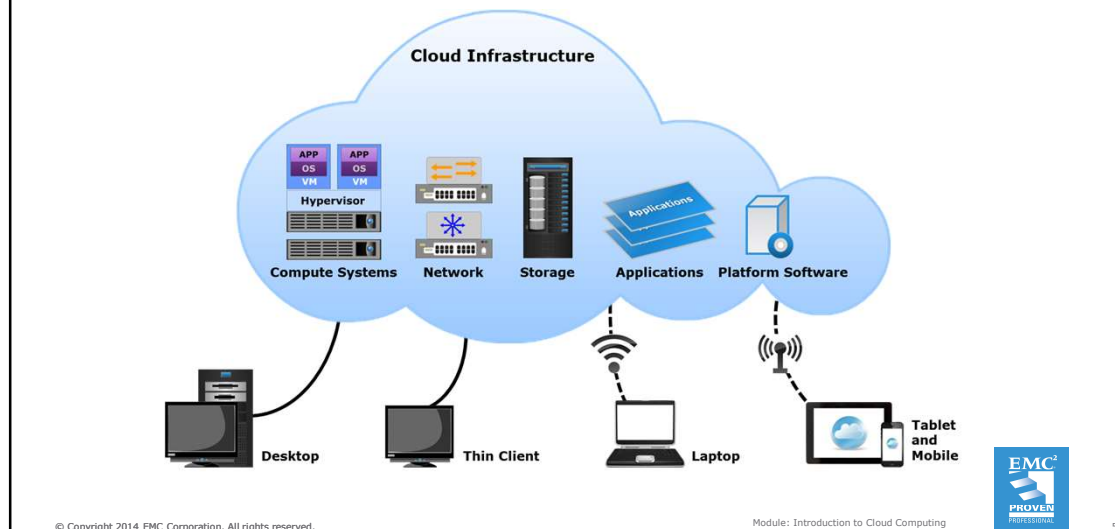 Cloud Infrastructure
APP APP
OS OS
VM VM
Hypervisor
Applications
Compute Systems Network Storage Applications Platform Software
Desktop
Thin Client
Laptop
Tablet
and
Mobile
EMC²
PROVEN
PROFESSIONAL
© Copyright 2014 EMC Corporation. All rights reserved.
Module: Introduction to Cloud Computing